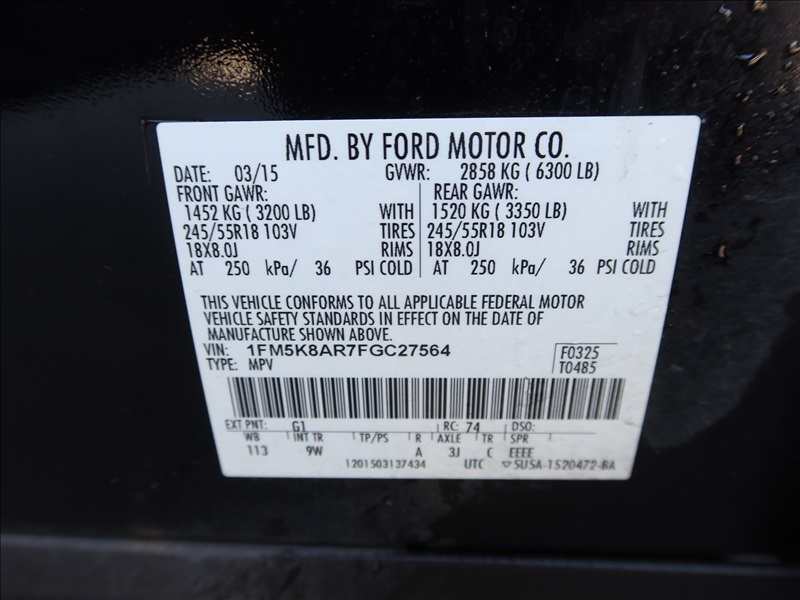 MFD. BY FORD MOTOR CO.
DATE: 03/15 GVWR: 2858 KG ( 6300 LB)
FRONT GAWR: REAR GAWR:
1452 KG ( 3200 LB) WITH 1520 KG ( 3350 LB) WITH
245/55R18 103V TIRES 245/55R18 103V TIRES
18X8.0J RIMS 18X8.0J RIMS
AT 250 kPa/ 36 PSI COLD AT 250 kPa/ 36 PSI COLD
THIS VEHICLE CONFORMS TO ALL APPLICABLE FEDERAL MOTOR
VEHICLE SAFETY STANDARDS IN EFFECT ON THE DATE OF
MANUFACTURE SHOWN ABOVE.
VIN: 1FM5K8AR7FGC27564 F0325
TYPE: MPV T0485
EXT PNT: G1 RC: 74 DSO:
WB INT TR TP/PS R AXLE TR SPR
113 9W A 3J C EEEE
1201503137434 UTC SUSA-1520472-BA